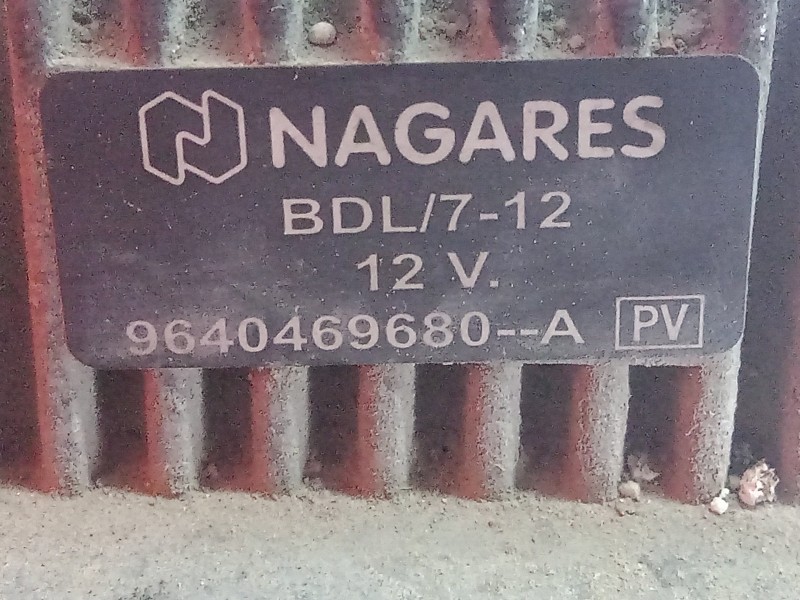 NAGARES
BDL/7-12
12 V.
9640469680--A PV